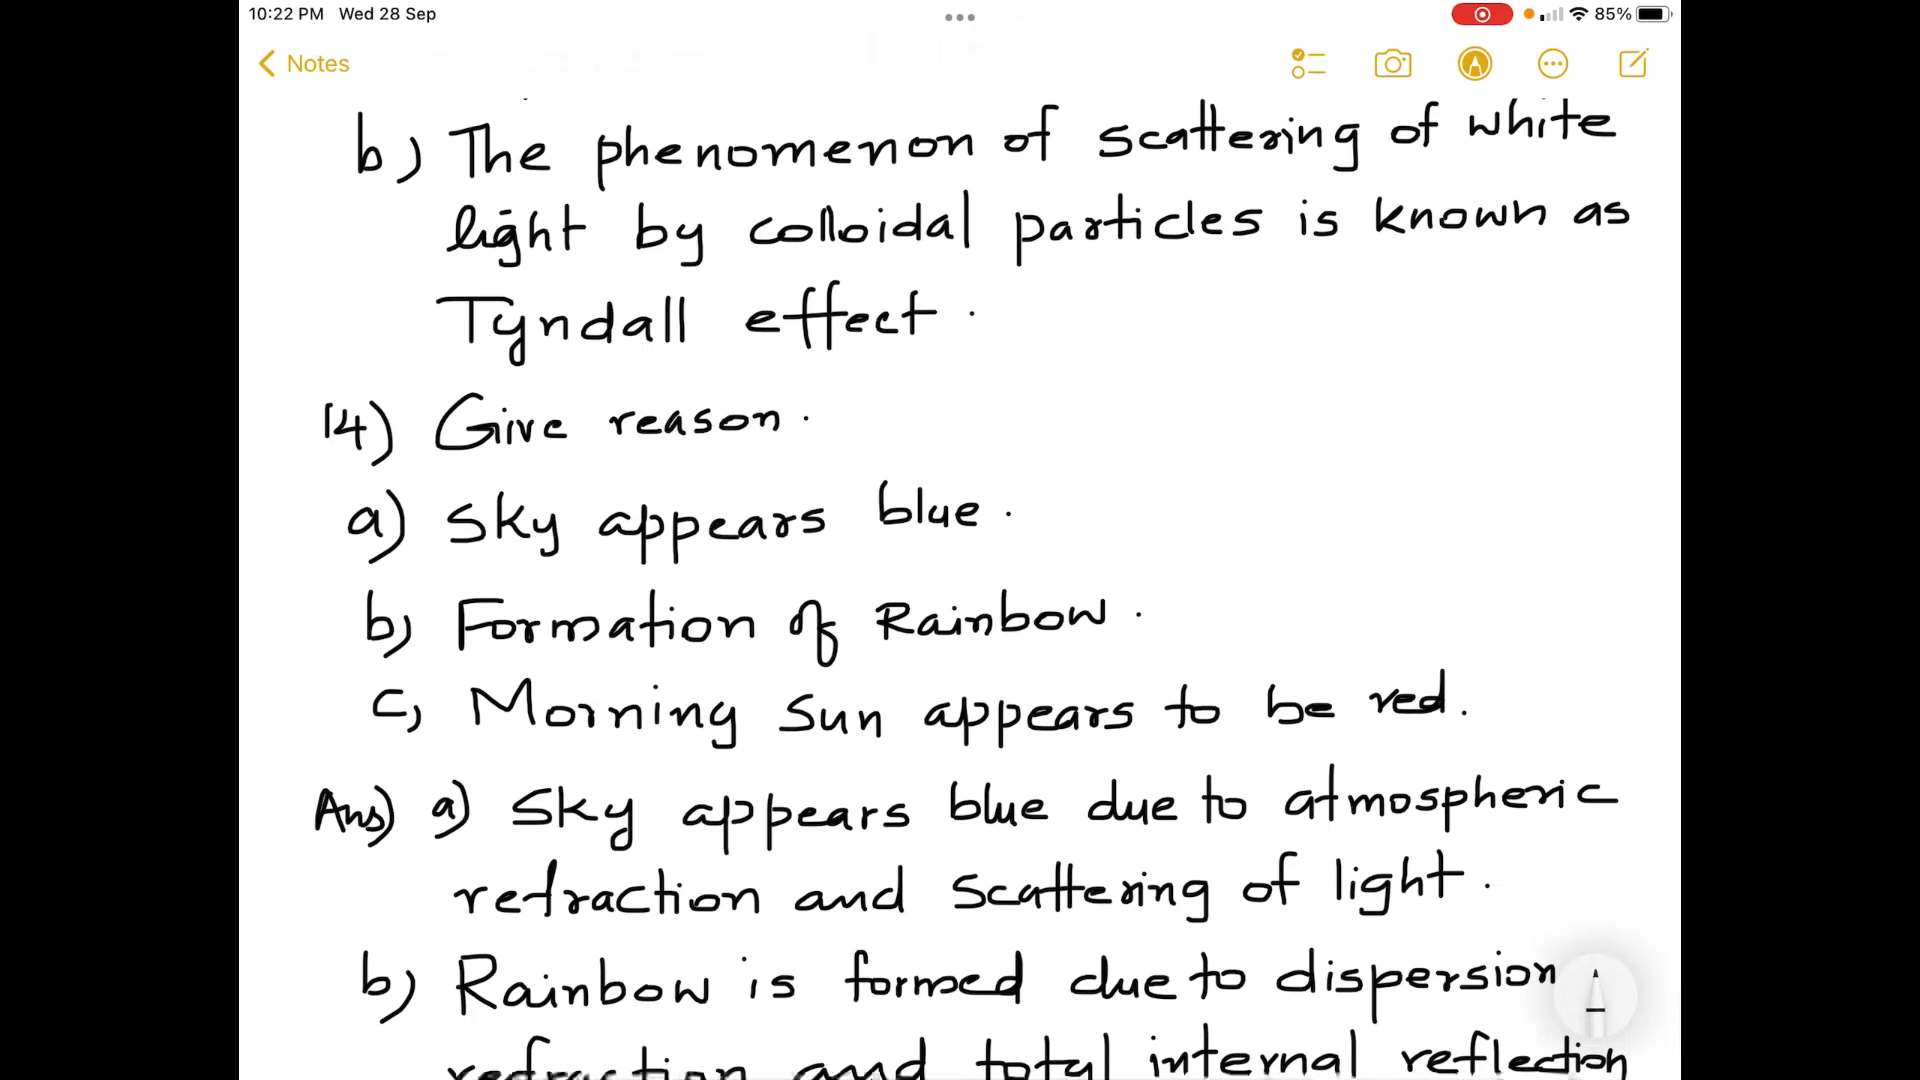 10:22 PM Wed 28 Sep
85%
Notes
b) The phenomenon of scattering of white
light by colloidal particles is known as
Tyndall effect.
14) Give reason.
a) Sky appears blue.
b) Formation of Rainbow.
c) Morning Sun appears to be red.
Ans) a) Sky appears blue due to atmospheric
refraction and scattering of light.
b) Rainbow is formed due to dispersion
refraction and total internal reflection